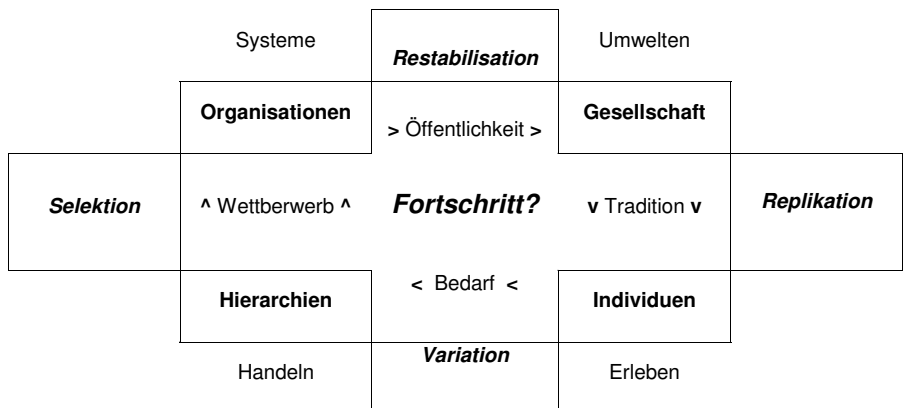 Systeme
Restabilisation
Umwelten
Organisationen
> Öffentlichkeit >
Gesellschaft
Selektion
^ Wettberwerb ^
Fortschritt?
v Tradition v
Replikation
Hierarchien
< Bedarf <
Individuen
Handeln
Variation
Erleben